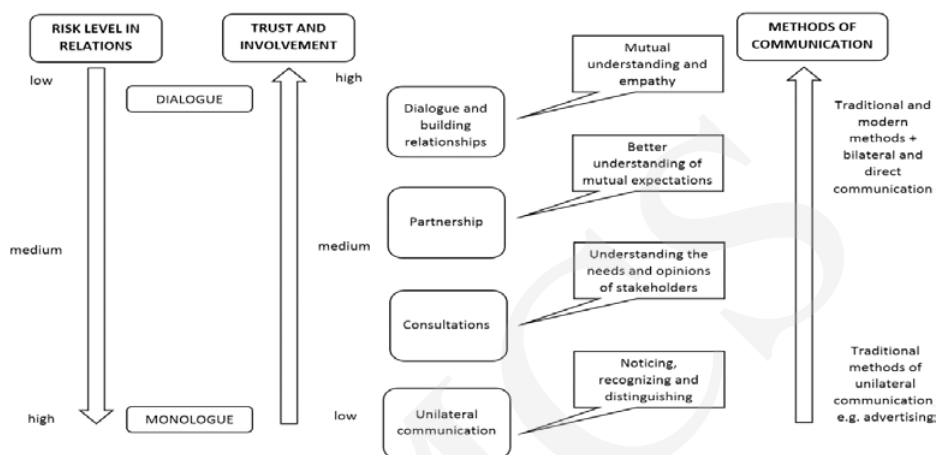 RISK LEVEL IN
RELATIONS
low
medium
high
DIALOGUE
MONOLOGUE
TRUST AND
INVOLVEMENT
high
medium
low
Dialogue and
building
relationships
Mutual
understanding and
empathy
Partnership
Better
understanding of
mutual expectations
Consultations
Understanding the
needs and opinions
of stakeholders
Unilateral
communication
Noticing,
recognizing and
distinguishing
METHODS OF
COMMUNICATION
Traditional and
modern
methods +
bilateral and
direct
communication
Traditional
methods of
unilateral
communication
e.g. advertising;